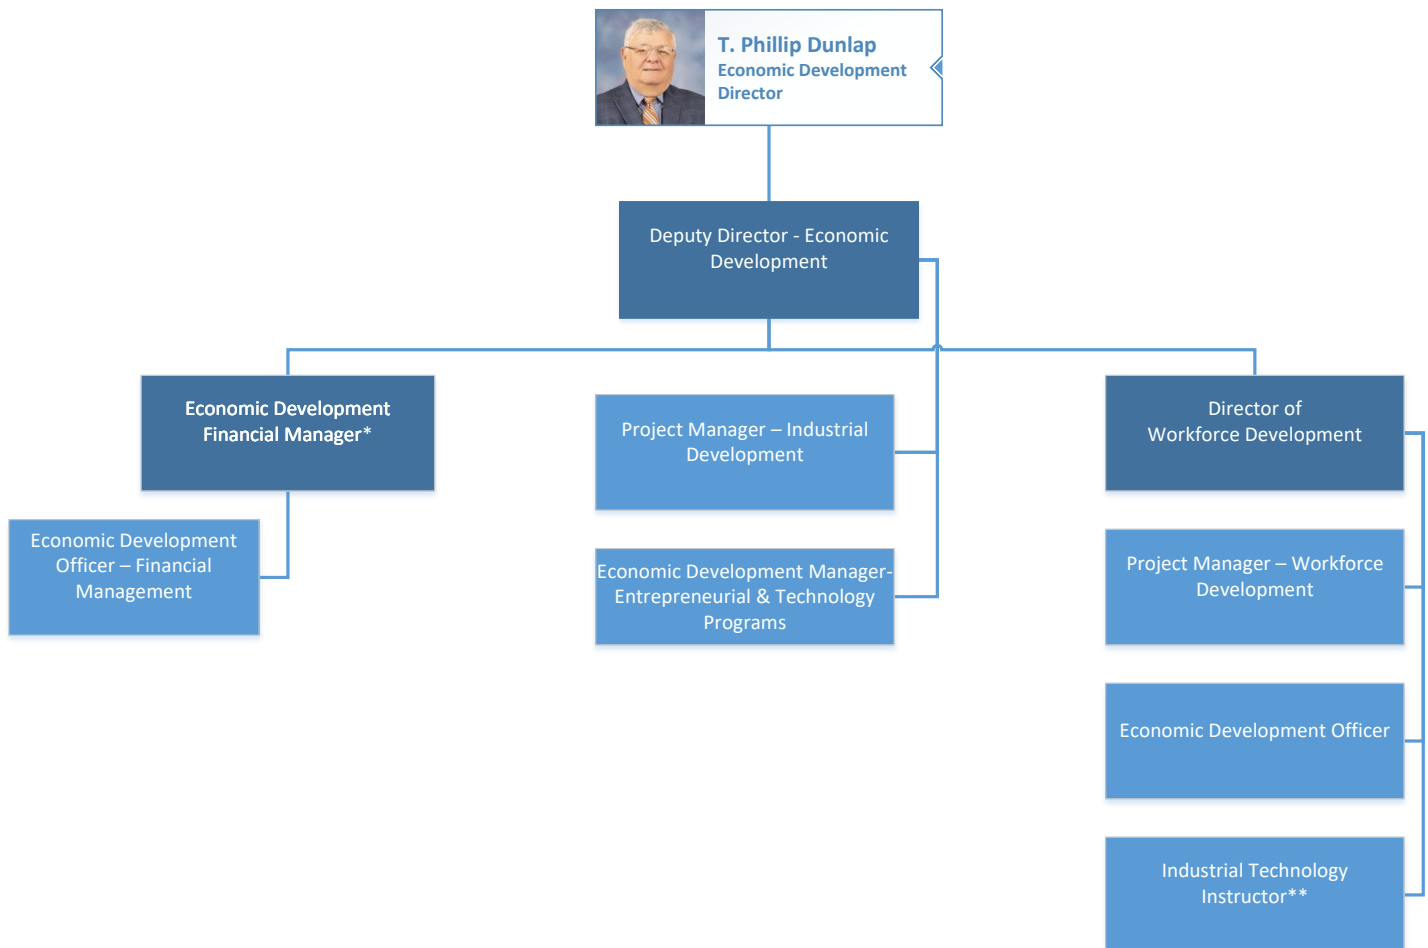 T. Phillip Dunlap
Economic Development
Director
Deputy Director - Economic
Development
Economic Development
Financial Manager*
Project Manager – Industrial
Development
Director of
Workforce Development
Economic Development
Officer – Financial
Management
Economic Development Manager-
Entrepreneurial & Technology
Programs
Project Manager – Workforce
Development
Economic Development Officer
Industrial Technology
Instructor**